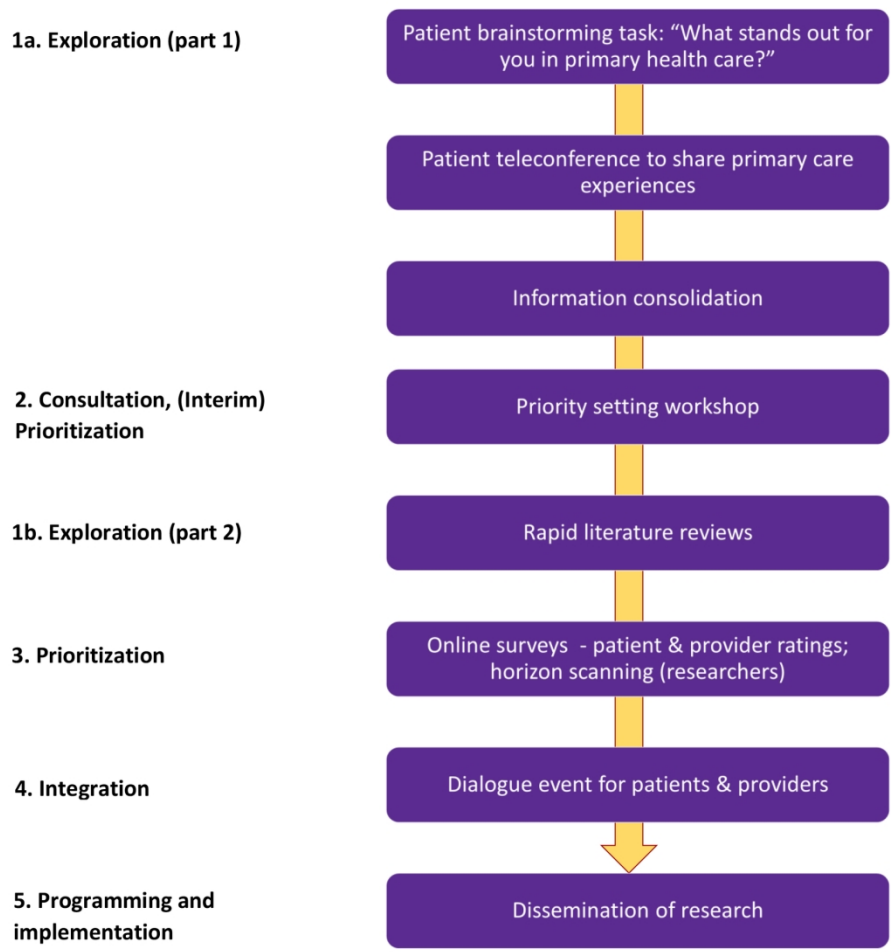 1a. Exploration (part 1)
Patient brainstorming task: “What stands out for
you in primary health care?”
Patient teleconference to share primary care
experiences
Information consolidation
2. Consultation, (Interim)
Prioritization
Priority setting workshop
1b. Exploration (part 2)
Rapid literature reviews
3. Prioritization
Online surveys  - patient & provider ratings;
horizon scanning (researchers)
4. Integration
Dialogue event for patients & providers
5. Programming and
implementation
Dissemination of research